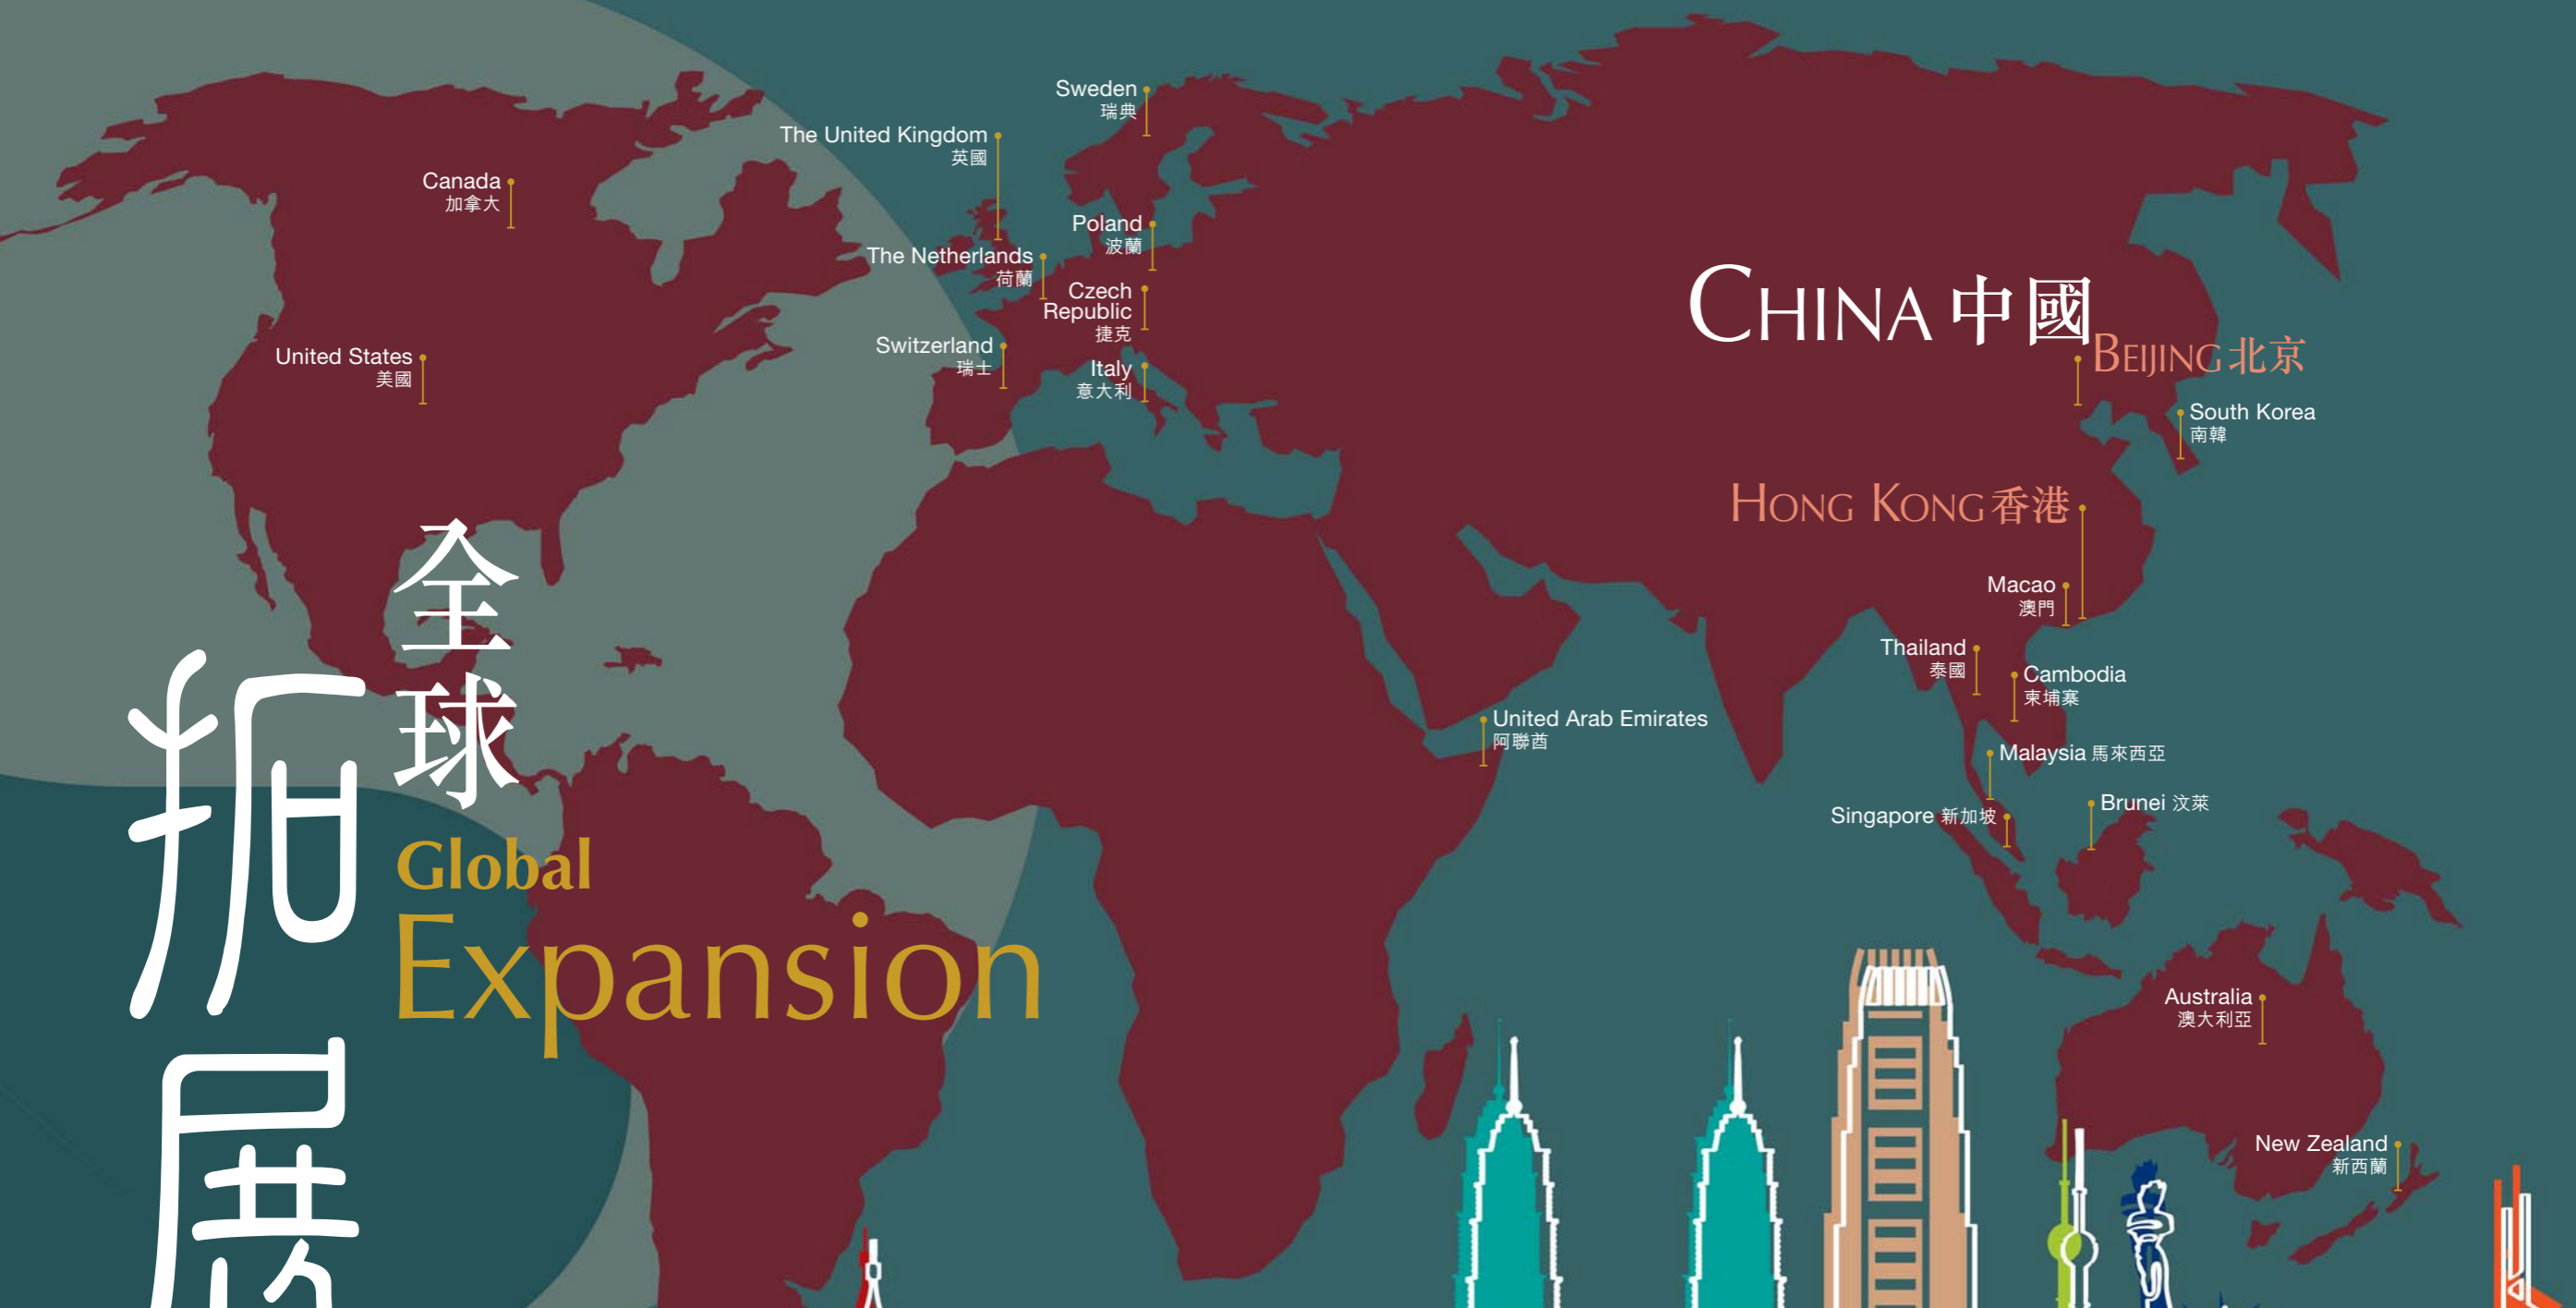 Sweden
瑞典
The United Kingdom
英國
Canada
加拿大
Poland
波蘭
The Netherlands
荷蘭
Czech
Republic
捷克
Switzerland
瑞士
Italy
意大利
United States
美國
CHINA 中國
BEIJING 北京
South Korea
南韓
HONG KONG 香港
Macao
澳門
Thailand
泰國
Cambodia
柬埔寨
United Arab Emirates
阿聯酋
Malaysia 馬來西亞
Brunei 汶萊
Singapore 新加坡
Australia
澳大利亞
New Zealand
新西蘭
全球
拓展
Global
Expansion